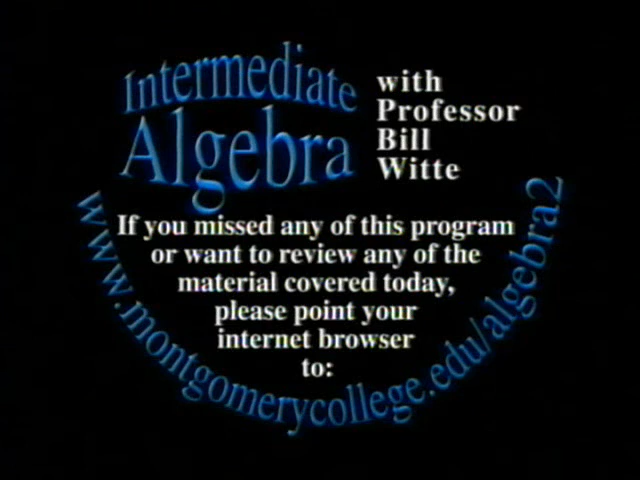 Intermediate
Algebra
with
Professor
Bill
Witte
If you missed any of this program
or want to review any of the
material covered today,
please point your
internet browser
to:
www.montgomerycollege.edu/algebra2